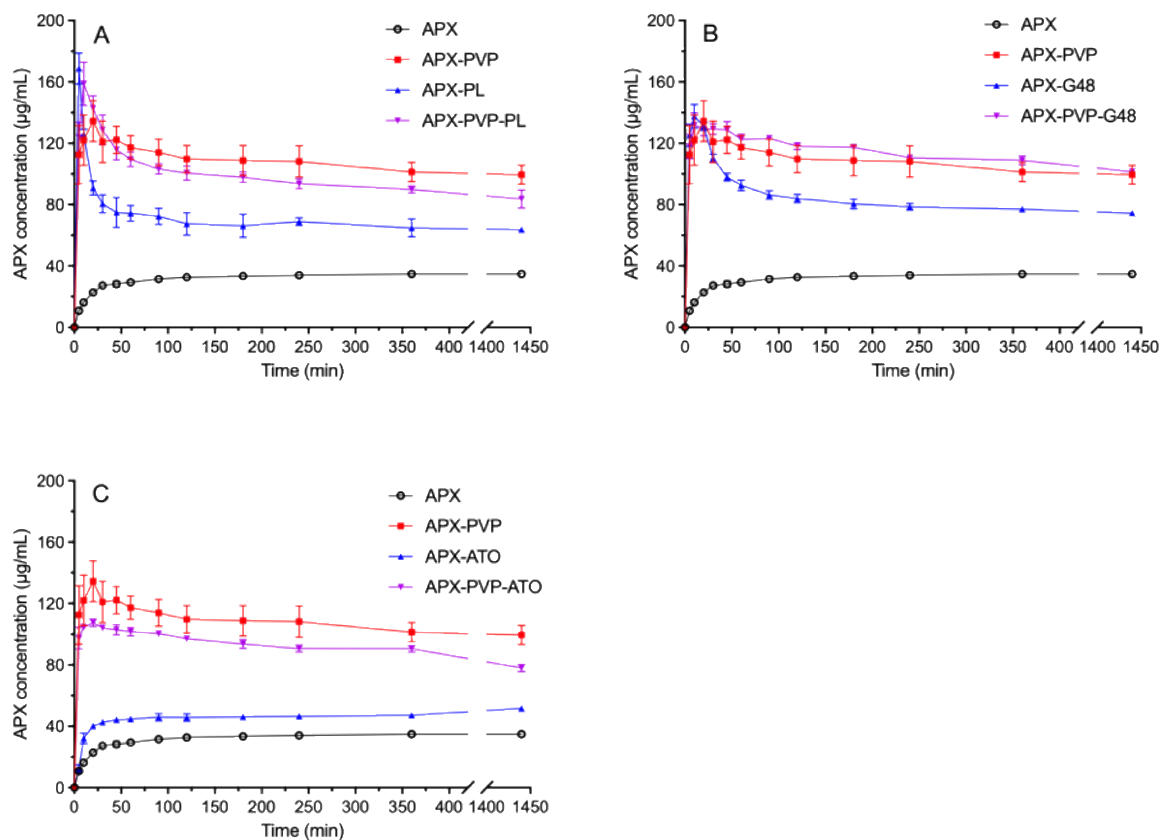 A
APX
APX-PVP
APX-PL
APX-PVP-PL
APX concentration (µg/mL)
200
160
120
80
40
0
0 50 100 150 200 250 300 350 400 1400 1450
Time (min)
B
APX
APX-PVP
APX-G48
APX-PVP-G48
APX concentration (µg/mL)
200
160
120
80
40
0
0 50 100 150 200 250 300 350 400 1400 1450
Time (min)
C
APX
APX-PVP
APX-ATO
APX-PVP-ATO
APX concentration (µg/mL)
200
160
120
80
40
0
0 50 100 150 200 250 300 350 400 1400 1450
Time (min)